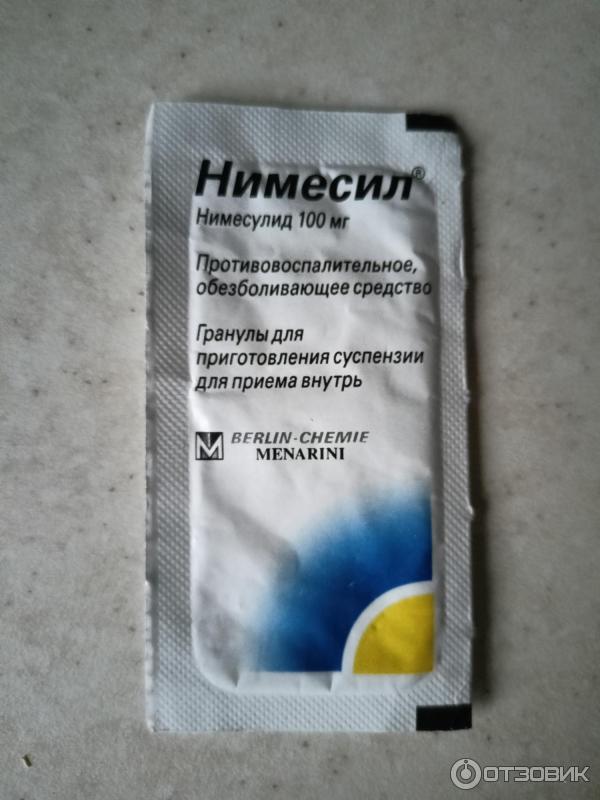 Нимесил®
Нимесулид 100 мг
Противовоспалительное,
обезболивающее средство
Гранулы для
приготовления суспензии
для приема внутрь
BERLIN-CHEMIE
MENARINI
ОТЗОВИК